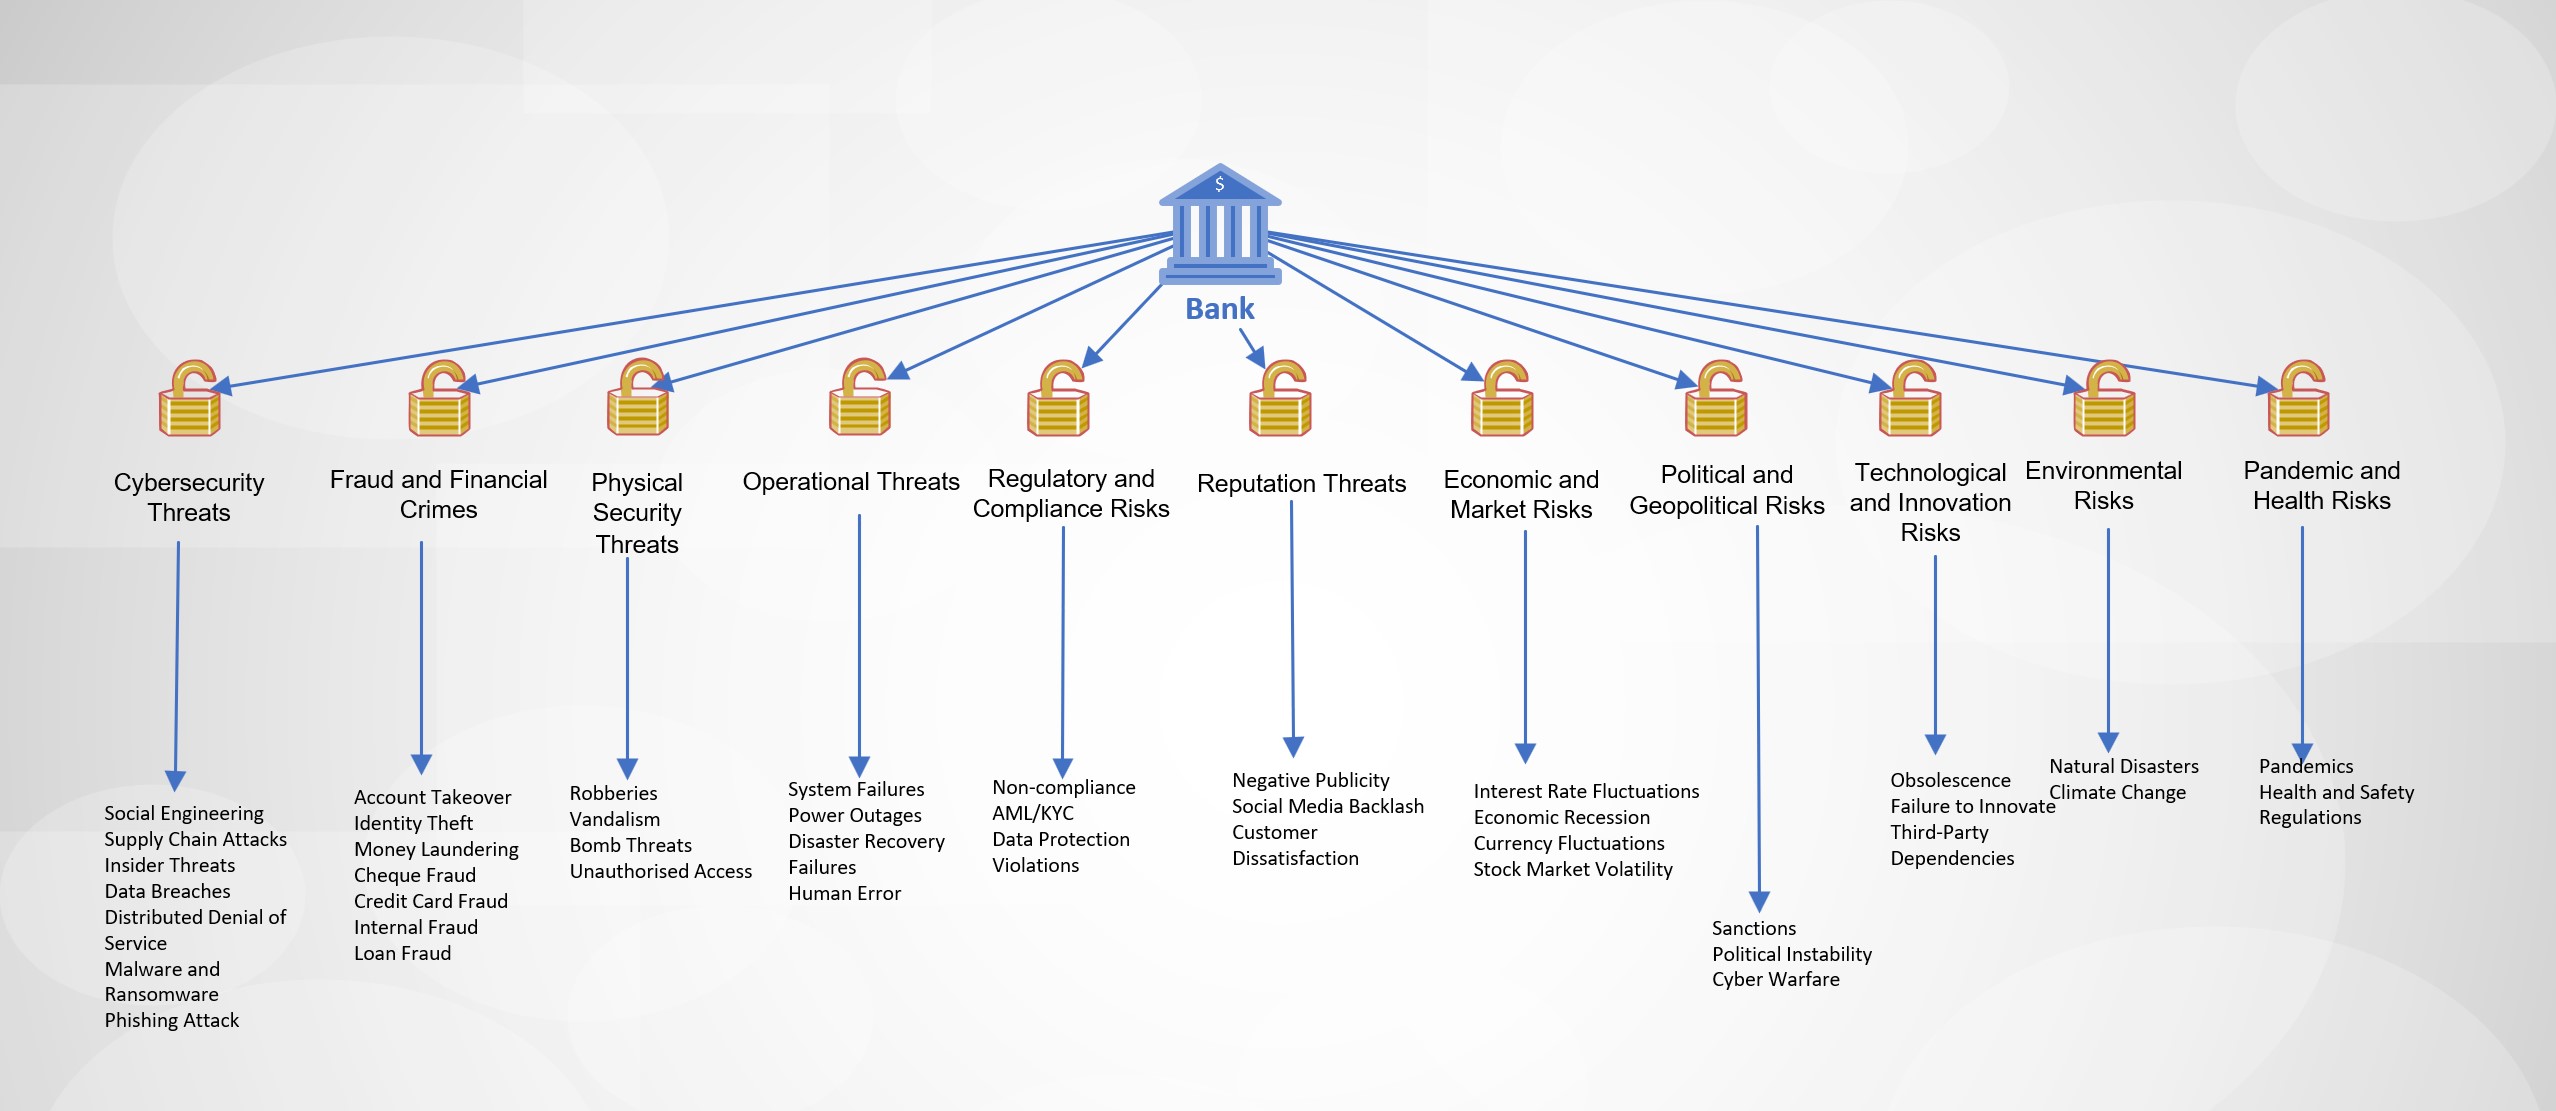 $
Bank
Cybersecurity
Threats
Fraud and Financial
Crimes
Physical
Security
Threats
Operational Threats
Regulatory and
Compliance Risks
Reputation Threats
Economic and
Market Risks
Political and
Geopolitical Risks
Technological
and Innovation
Risks
Environmental
Risks
Pandemic and
Health Risks
Social Engineering
Supply Chain Attacks
Insider Threats
Data Breaches
Distributed Denial of
Service
Malware and
Ransomware
Phishing Attack
Account Takeover
Identity Theft
Money Laundering
Cheque Fraud
Credit Card Fraud
Internal Fraud
Loan Fraud
Robberies
Vandalism
Bomb Threats
Unauthorised Access
System Failures
Power Outages
Disaster Recovery
Failures
Human Error
Non-compliance
AML/KYC
Data Protection
Violations
Negative Publicity
Social Media Backlash
Customer
Dissatisfaction
Interest Rate Fluctuations
Economic Recession
Currency Fluctuations
Stock Market Volatility
Sanctions
Political Instability
Cyber Warfare
Obsolescence
Failure to Innovate
Third-Party
Dependencies
Natural Disasters
Climate Change
Pandemics
Health and Safety
Regulations